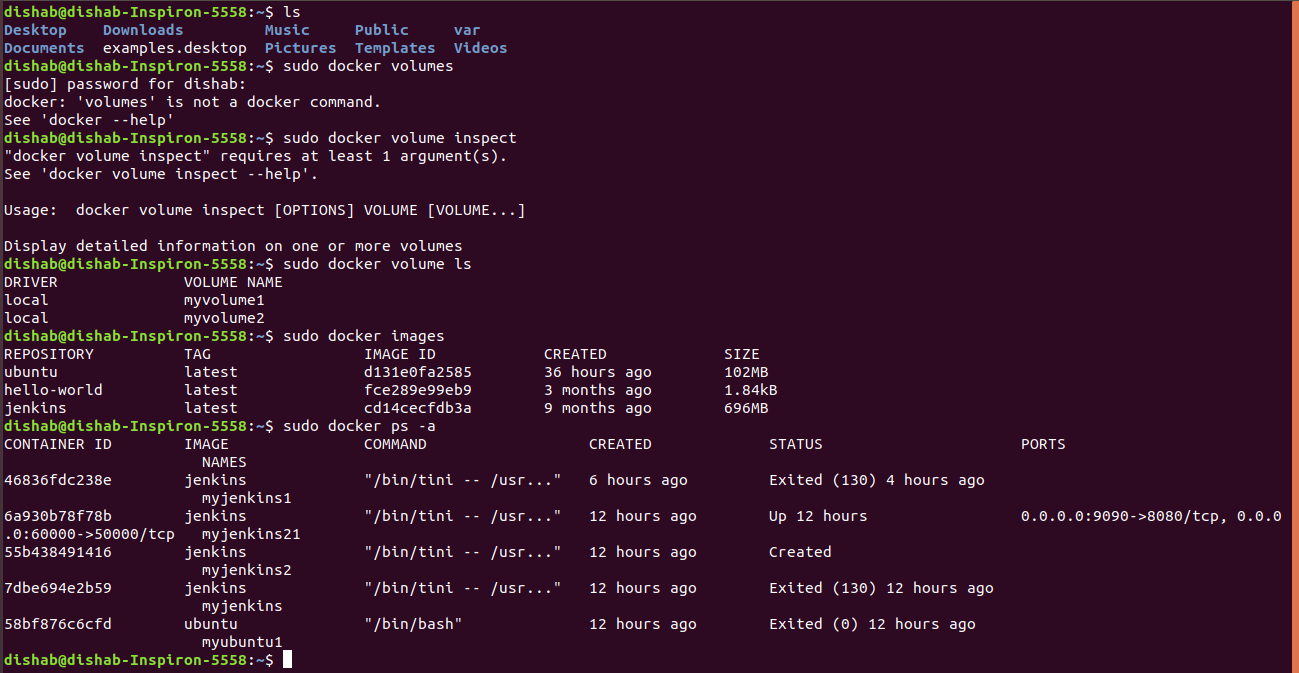 dishab@dishab-Inspiron-5558:~$ ls
Desktop    Downloads         Music     Public     var
Documents  examples.desktop  Pictures  Templates  Videos
dishab@dishab-Inspiron-5558:~$ sudo docker volumes
[sudo] password for dishab:
docker: 'volumes' is not a docker command.
See 'docker --help'
dishab@dishab-Inspiron-5558:~$ sudo docker volume inspect
"docker volume inspect" requires at least 1 argument(s).
See 'docker volume inspect --help'.

Usage:  docker volume inspect [OPTIONS] VOLUME [VOLUME...]

Display detailed information on one or more volumes
dishab@dishab-Inspiron-5558:~$ sudo docker volume ls
DRIVER              VOLUME NAME
local               myvolume1
local               myvolume2
dishab@dishab-Inspiron-5558:~$ sudo docker images
REPOSITORY          TAG                 IMAGE ID            CREATED             SIZE
ubuntu              latest              d131e0fa2585        36 hours ago        102MB
hello-world         latest              fce289e99eb9        3 months ago        1.84kB
jenkins             latest              cd14cecfdb3a        9 months ago        696MB
dishab@dishab-Inspiron-5558:~$ sudo docker ps -a
CONTAINER ID        IMAGE               COMMAND                  CREATED             STATUS                      PORTS
                      NAMES
46836fdc238e        jenkins             "/bin/tini -- /usr..."   6 hours ago         Exited (130) 4 hours ago
                      myjenkins1
6a930b78f78b        jenkins             "/bin/tini -- /usr..."   12 hours ago        Up 12 hours                 0.0.0.0:9090->8080/tcp, 0.0.0
.0:60000->50000/tcp   myjenkins21
55b438491416        jenkins             "/bin/tini -- /usr..."   12 hours ago        Created
                      myjenkins2
7dbe694e2b59        jenkins             "/bin/tini -- /usr..."   12 hours ago        Exited (130) 12 hours ago
                      myjenkins
58bf876c6cfd        ubuntu              "/bin/bash"              12 hours ago        Exited (0) 12 hours ago
                      myubuntu1
dishab@dishab-Inspiron-5558:~$